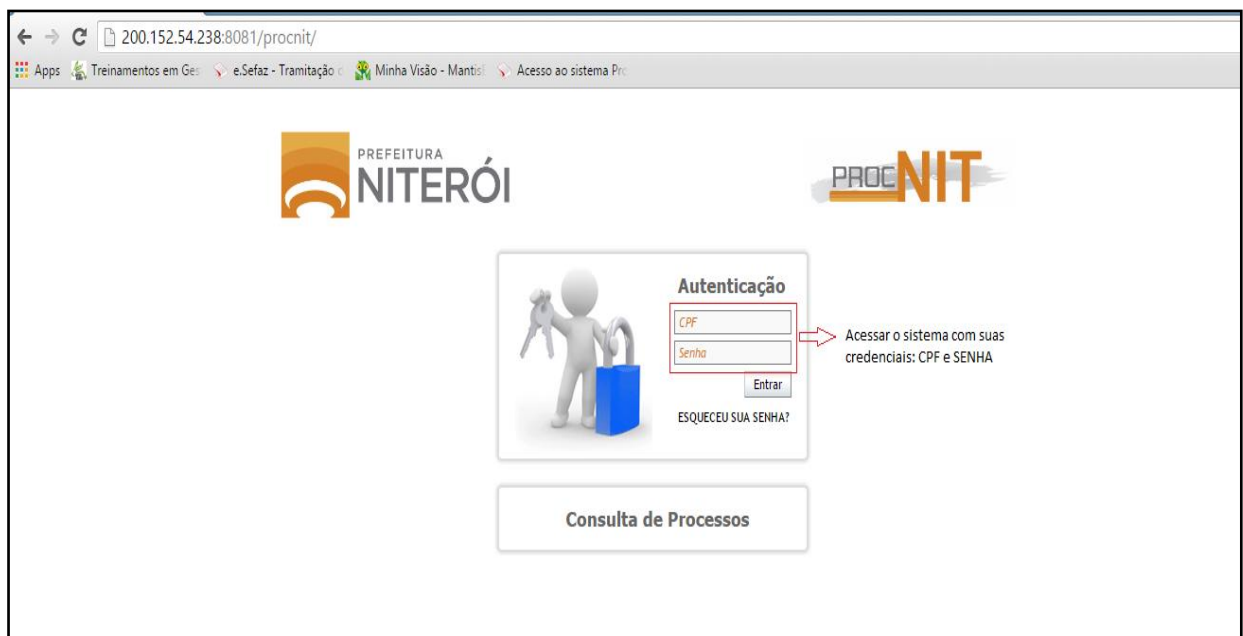 200.152.54.238:8081/procnit/
Apps Treinamentos em Ges e.Sefaz - Tramitação c Minha Visão - Mantis Acesso ao sistema Pro
PREFEITURA
NITERÓI
PROCNIT
Autenticação
CPF
Senha
Entrar
ESQUECEU SUA SENHA?
Acessar o sistema com suas
credenciais: CPF e SENHA
Consulta de Processos